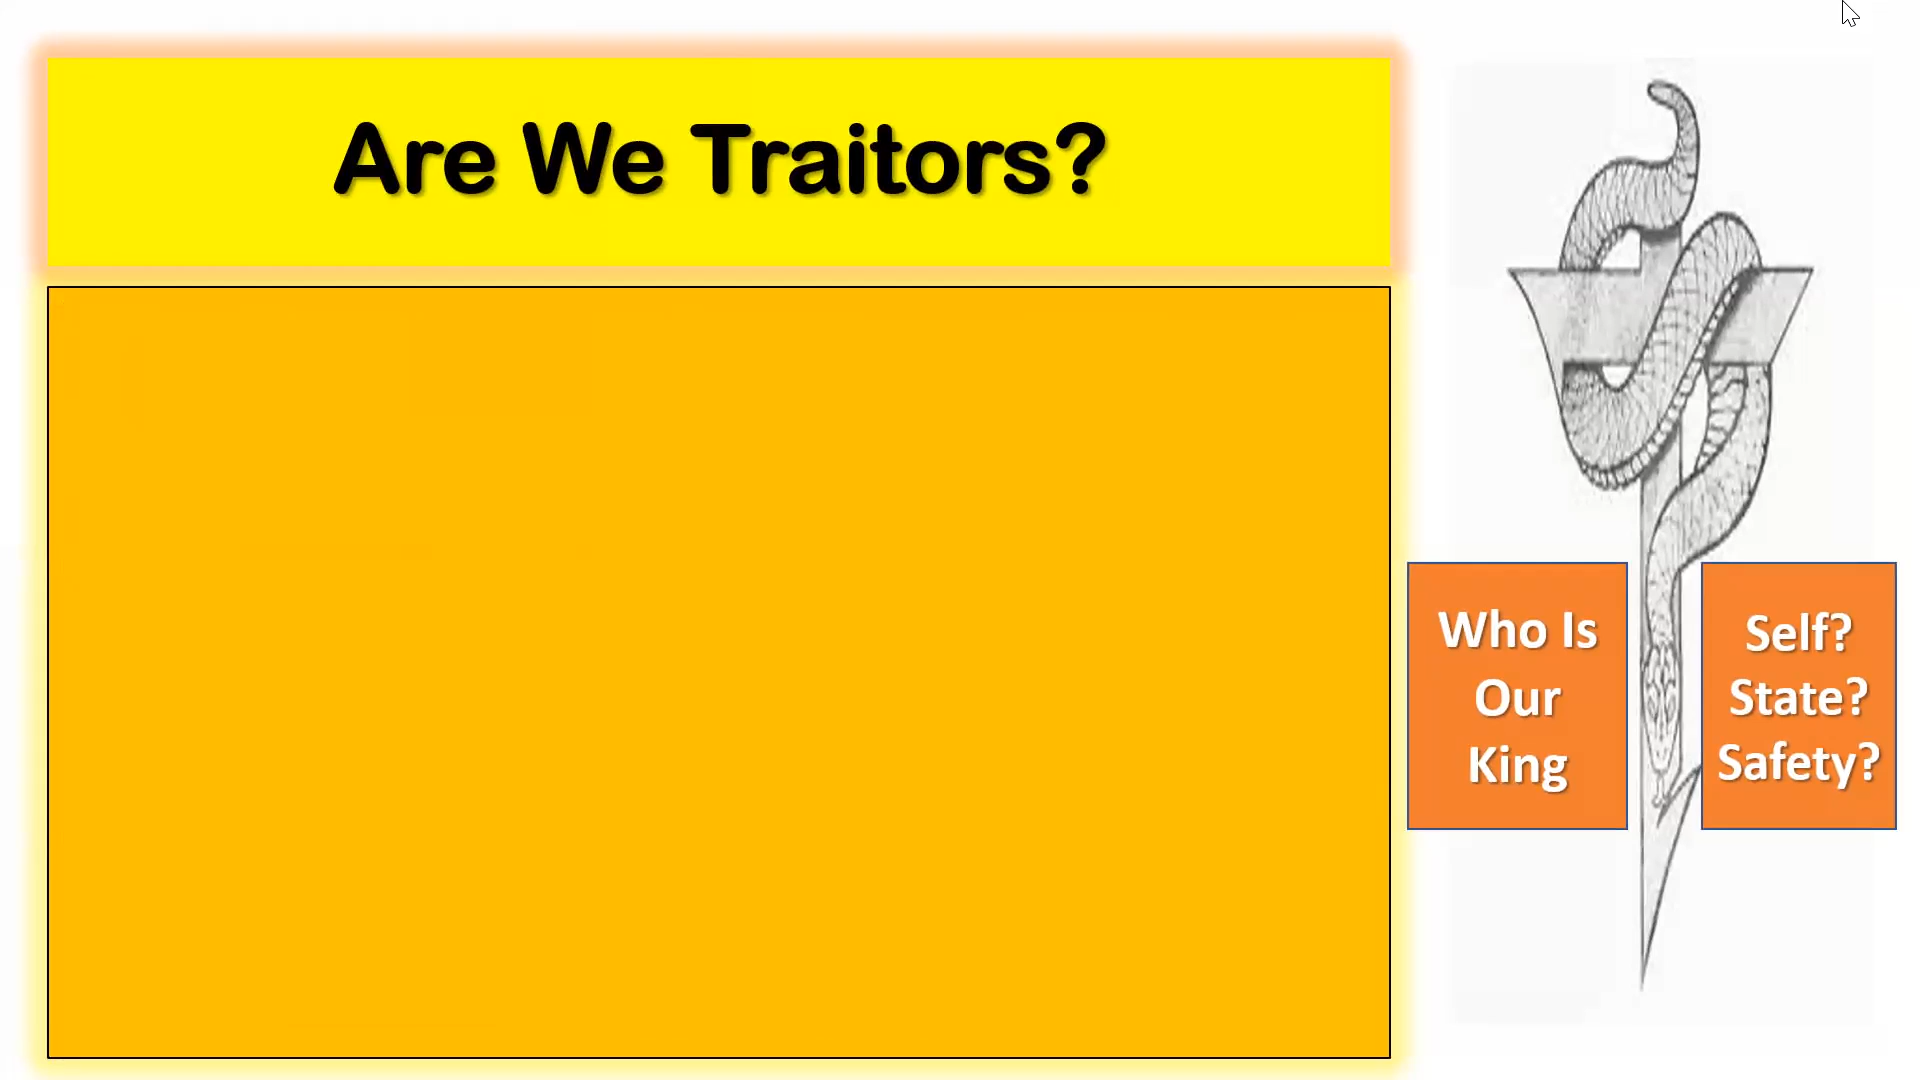 Are We Traitors?
Who Is
Our
King
Self?
State?
Safety?